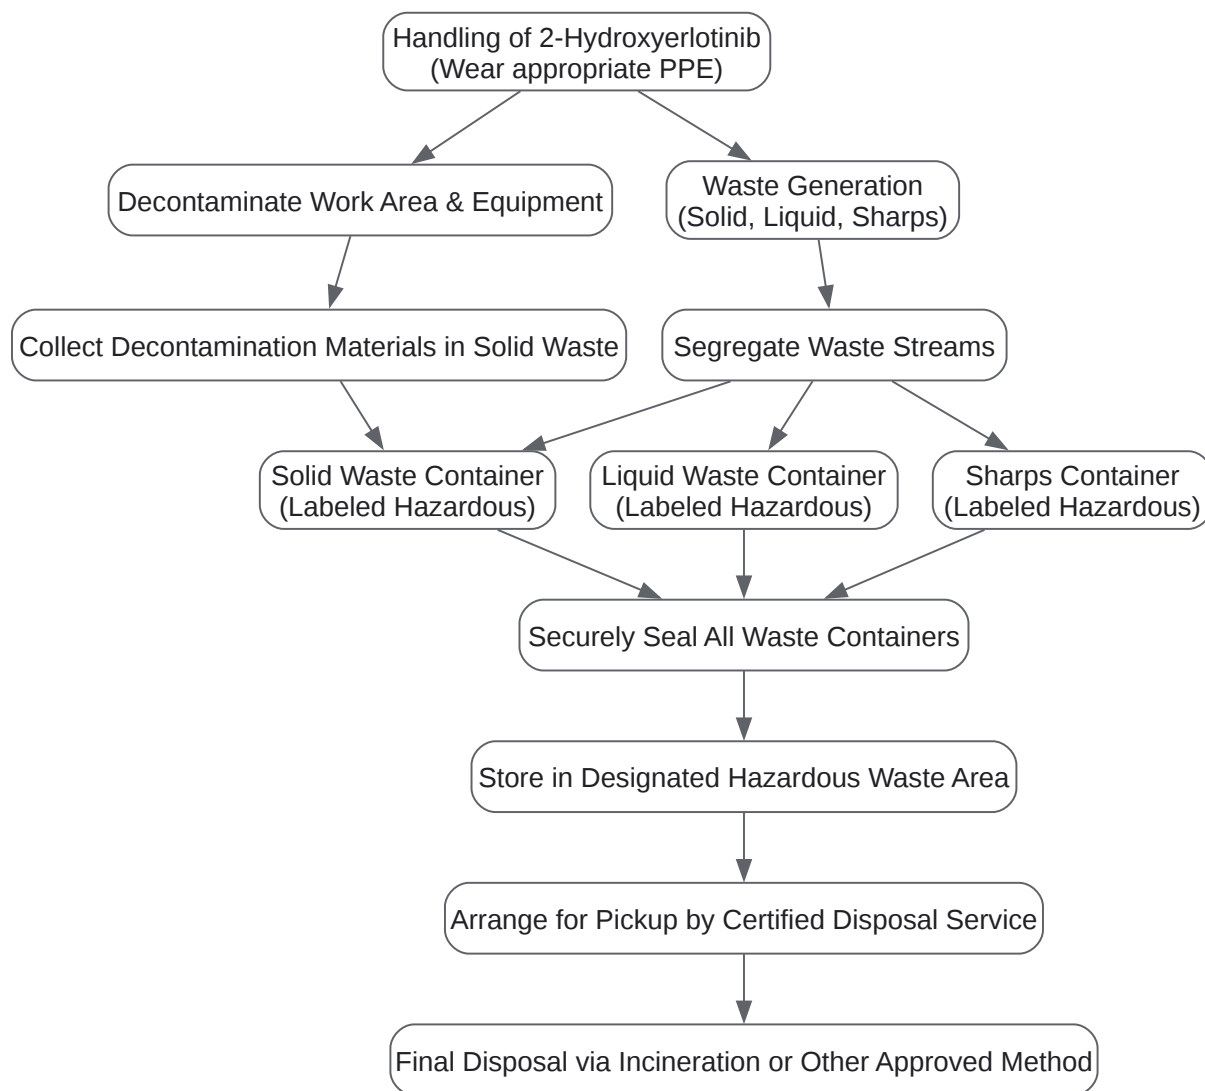 Handling of 2-Hydroxyerlotinib
(Wear appropriate PPE)
Decontaminate Work Area & Equipment
Waste Generation
(Solid, Liquid, Sharps)
Collect Decontamination Materials in Solid Waste
Segregate Waste Streams
Solid Waste Container
(Labeled Hazardous)
Liquid Waste Container
(Labeled Hazardous)
Sharps Container
(Labeled Hazardous)
Securely Seal All Waste Containers
Store in Designated Hazardous Waste Area
Arrange for Pickup by Certified Disposal Service
Final Disposal via Incineration or Other Approved Method